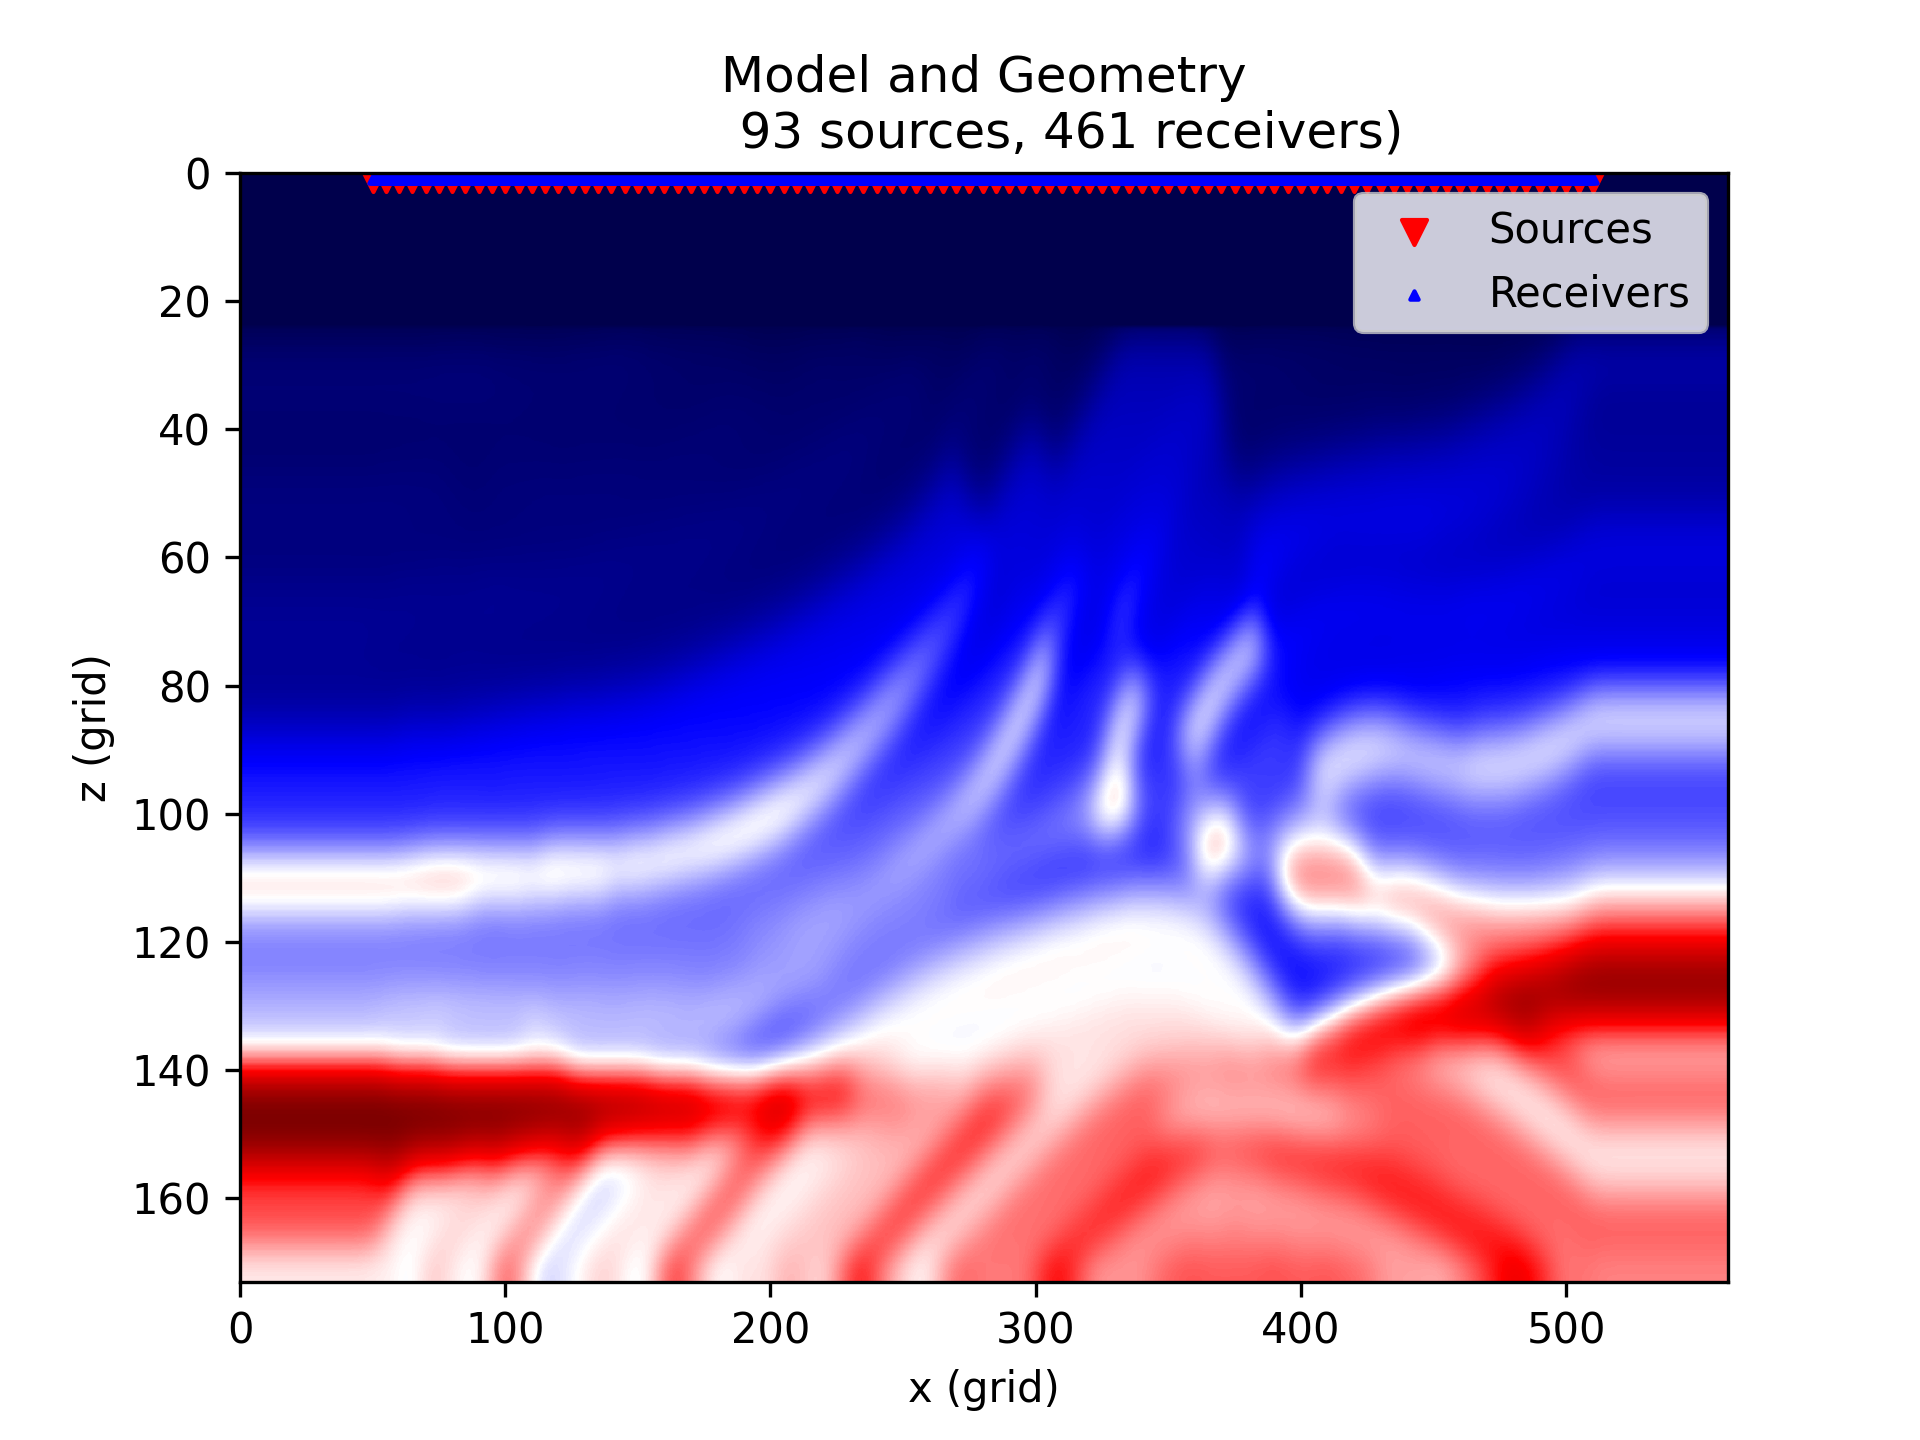 Model and Geometry
93 sources, 461 receivers)
Sources
Receivers
0
20
40
60
80
100
120
140
160
z (grid)
0 100 200 300 400 500
x (grid)